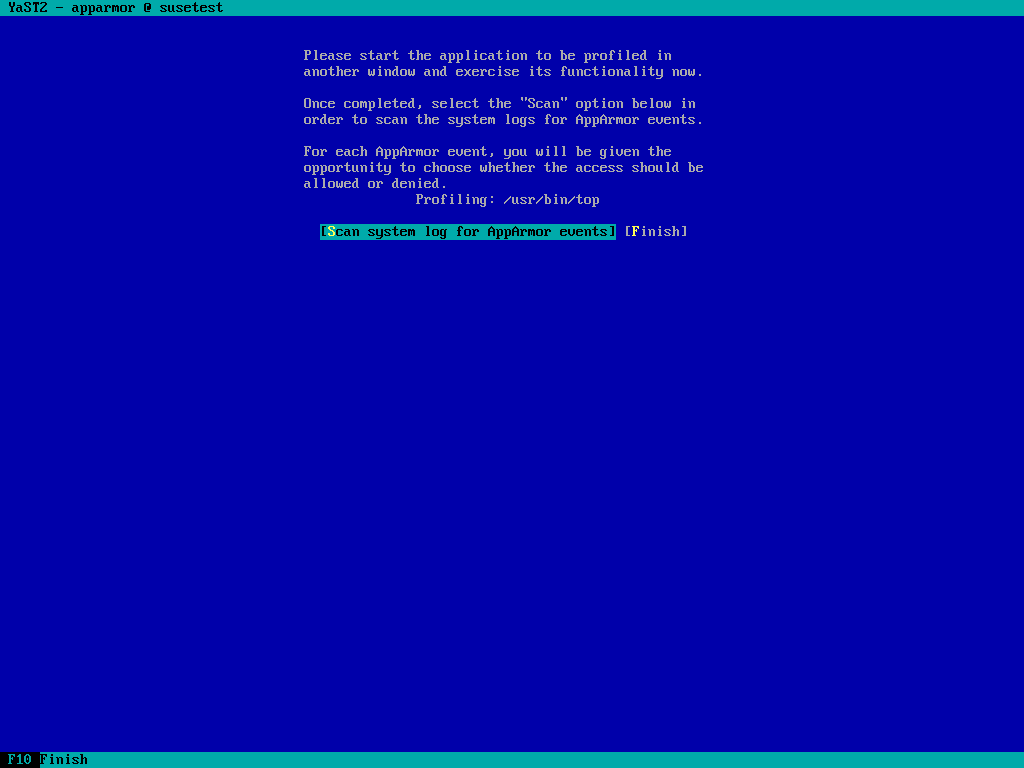 YaST2 - apparmor @ susetest
Please start the application to be profiled in
another window and exercise its functionality now.
Once completed, select the "Scan" option below in
order to scan the system logs for AppArmor events.
For each AppArmor event, you will be given the
opportunity to choose whether the access should be
allowed or denied.
Profiling: /usr/bin/top
[Scan system log for AppArmor events] [Finish]
F10 Finish